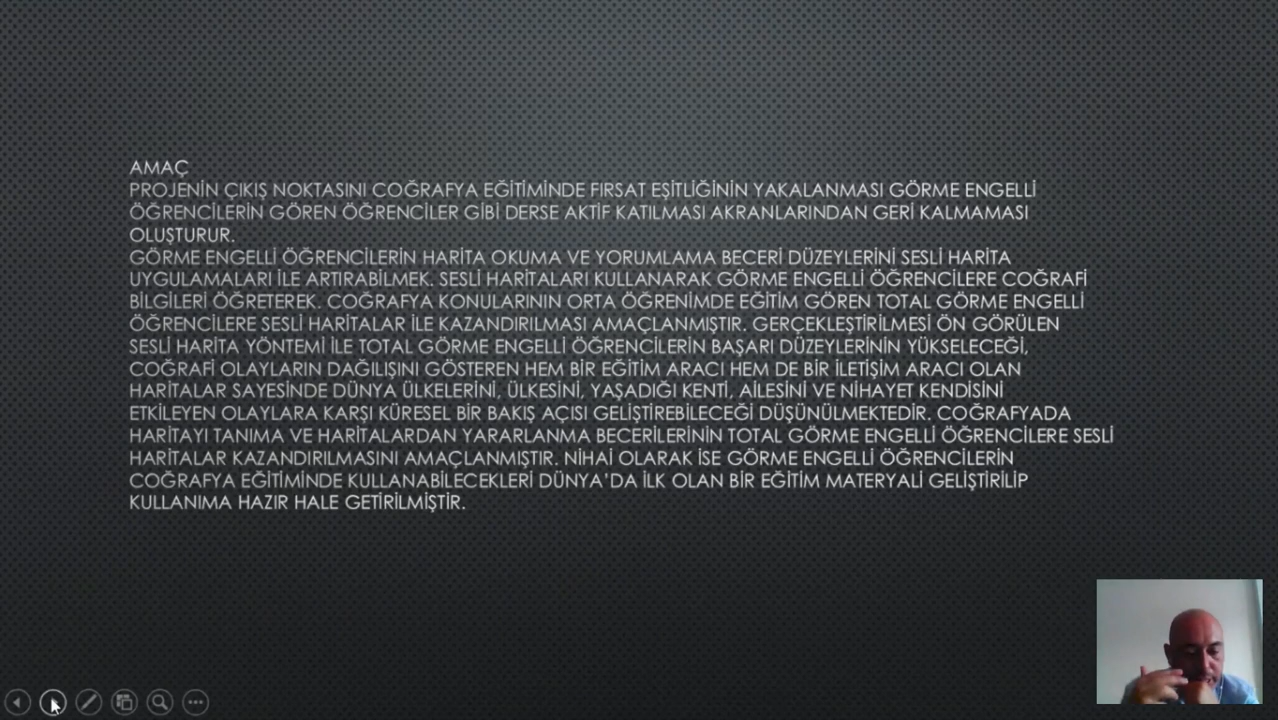 AMAÇ
PROJENİN ÇIKIŞ NOKTASINI COĞRAFYA EĞİTİMİNDE FIRSAT EŞİTLİĞİNİN YAKALANMASI GÖRME ENGELLİ
ÖĞRENCİLERİN GÖREN ÖĞRENCİLER GİBİ DERSE AKTİF KATILMASI AKRANLARINDAN GERİ KALMAMASI
OLUŞTURUR.
GÖRME ENGELLİ ÖĞRENCİLERİN HARİTA OKUMA VE YORUMLAMA BECERİ DÜZEYLERİNİ SESLİ HARİTA
UYGULAMALARI İLE ARTIRABİLMEK. SESLİ HARİTALARI KULLANARAK GÖRME ENGELLİ ÖĞRENCİLERE COĞRAFİ
BİLGİLERİ ÖĞRETEREK. COĞRAFYA KONULARININ ORTA ÖĞRENİMDE EĞİTİM GÖREN TOTAL GÖRME ENGELLİ
ÖĞRENCİLERE SESLİ HARİTALAR İLE KAZANDIRILMASI AMAÇLANMIŞTIR. GERÇEKLEŞTİRİLMESİ ÖN GÖRÜLEN
SESLİ HARİTA YÖNTEMİ İLE TOTAL GÖRME ENGELLİ ÖĞRENCİLERİN BAŞARI DÜZEYLERİNİN YÜKSELECEĞİ,
COĞRAFİ OLAYLARIN DAĞILIŞINI GÖSTEREN HEM BİR EĞİTİM ARACI HEM DE BİR İLETİŞİM ARACI OLAN
HARİTALAR SAYESİNDE DÜNYA ÜLKELERİNİ, ÜLKESİNİ, YAŞADIĞI KENTİ, AİLESİNİ VE NİHAYET KENDİSİNİ
ETKİLEYEN OLAYLARA KARŞI KÜRESEL BİR BAKIŞ AÇISI GELİŞTİREBİLECEĞİ DÜŞÜNÜLMEKTEDİR. COĞRAFYADA
HARİTAYI TANIMA VE HARİTALARDAN YARARLANMA BECERİLERİNİN TOTAL GÖRME ENGELLİ ÖĞRENCİLERE SESLİ
HARİTALAR KAZANDIRILMASINI AMAÇLANMIŞTIR. NİHAİ OLARAK İSE GÖRME ENGELLİ ÖĞRENCİLERİN
COĞRAFYA EĞİTİMİNDE KULLANABİLECEKLERİ DÜNYA'DA İLK OLAN BİR EĞİTİM MATERYALİ GELİŞTİRİLİP
KULLANIMA HAZIR HALE GETİRİLMİŞTİR.